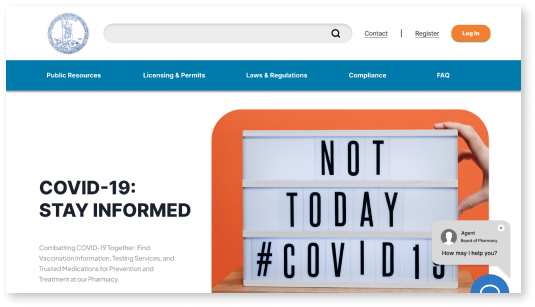 Contact | Register Log In
Public Resources Licensing & Permits Laws & Regulations Compliance FAQ
NOT
TODAY
#COVID19
COVID-19:
STAY INFORMED
Combatting COVID-19 Together: Find
Vaccination Information, Testing Services, and
Trusted Medications for Prevention and
Treatment at our Pharmacy.
Agent
Board of Pharmacy
How may I help you?